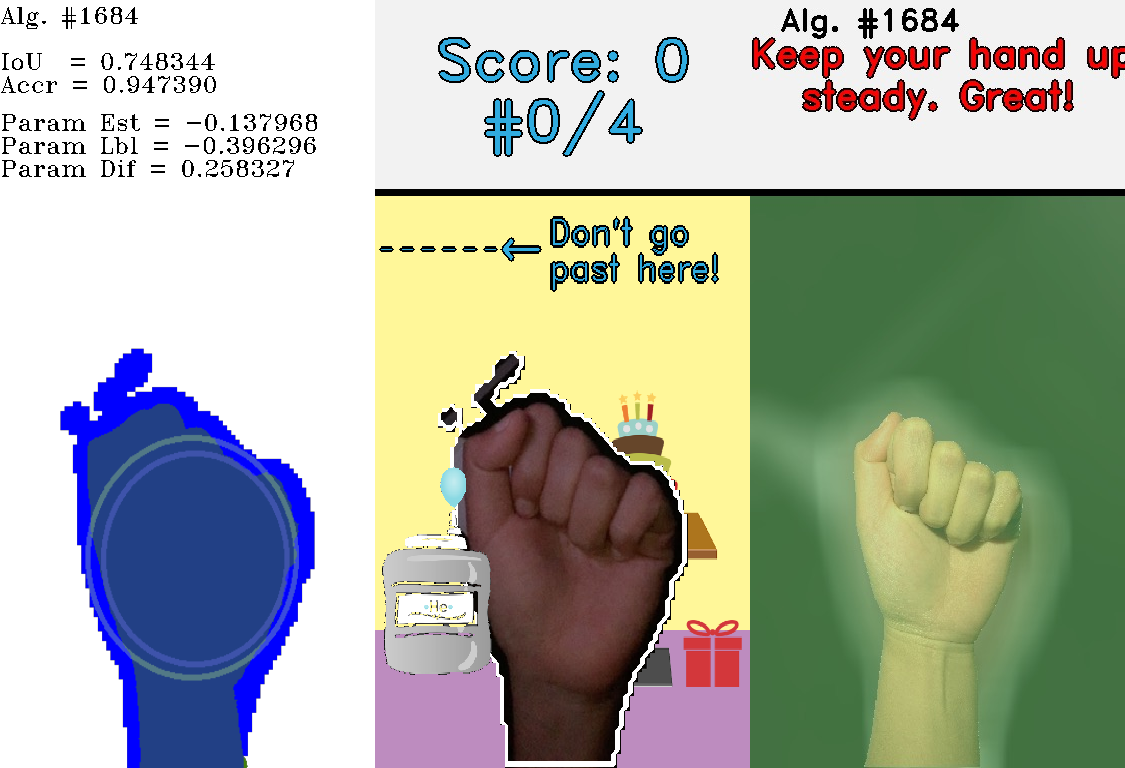 Alg. #1684
IoU = 0.748344
Accr = 0.947390
Param Est = −0.137968
Param Lbl = −0.396296
Param Dif = 0.258327
Score: 0
#0/4
Alg. #1684
Keep your hand up
steady. Great!
Don't go
past here!